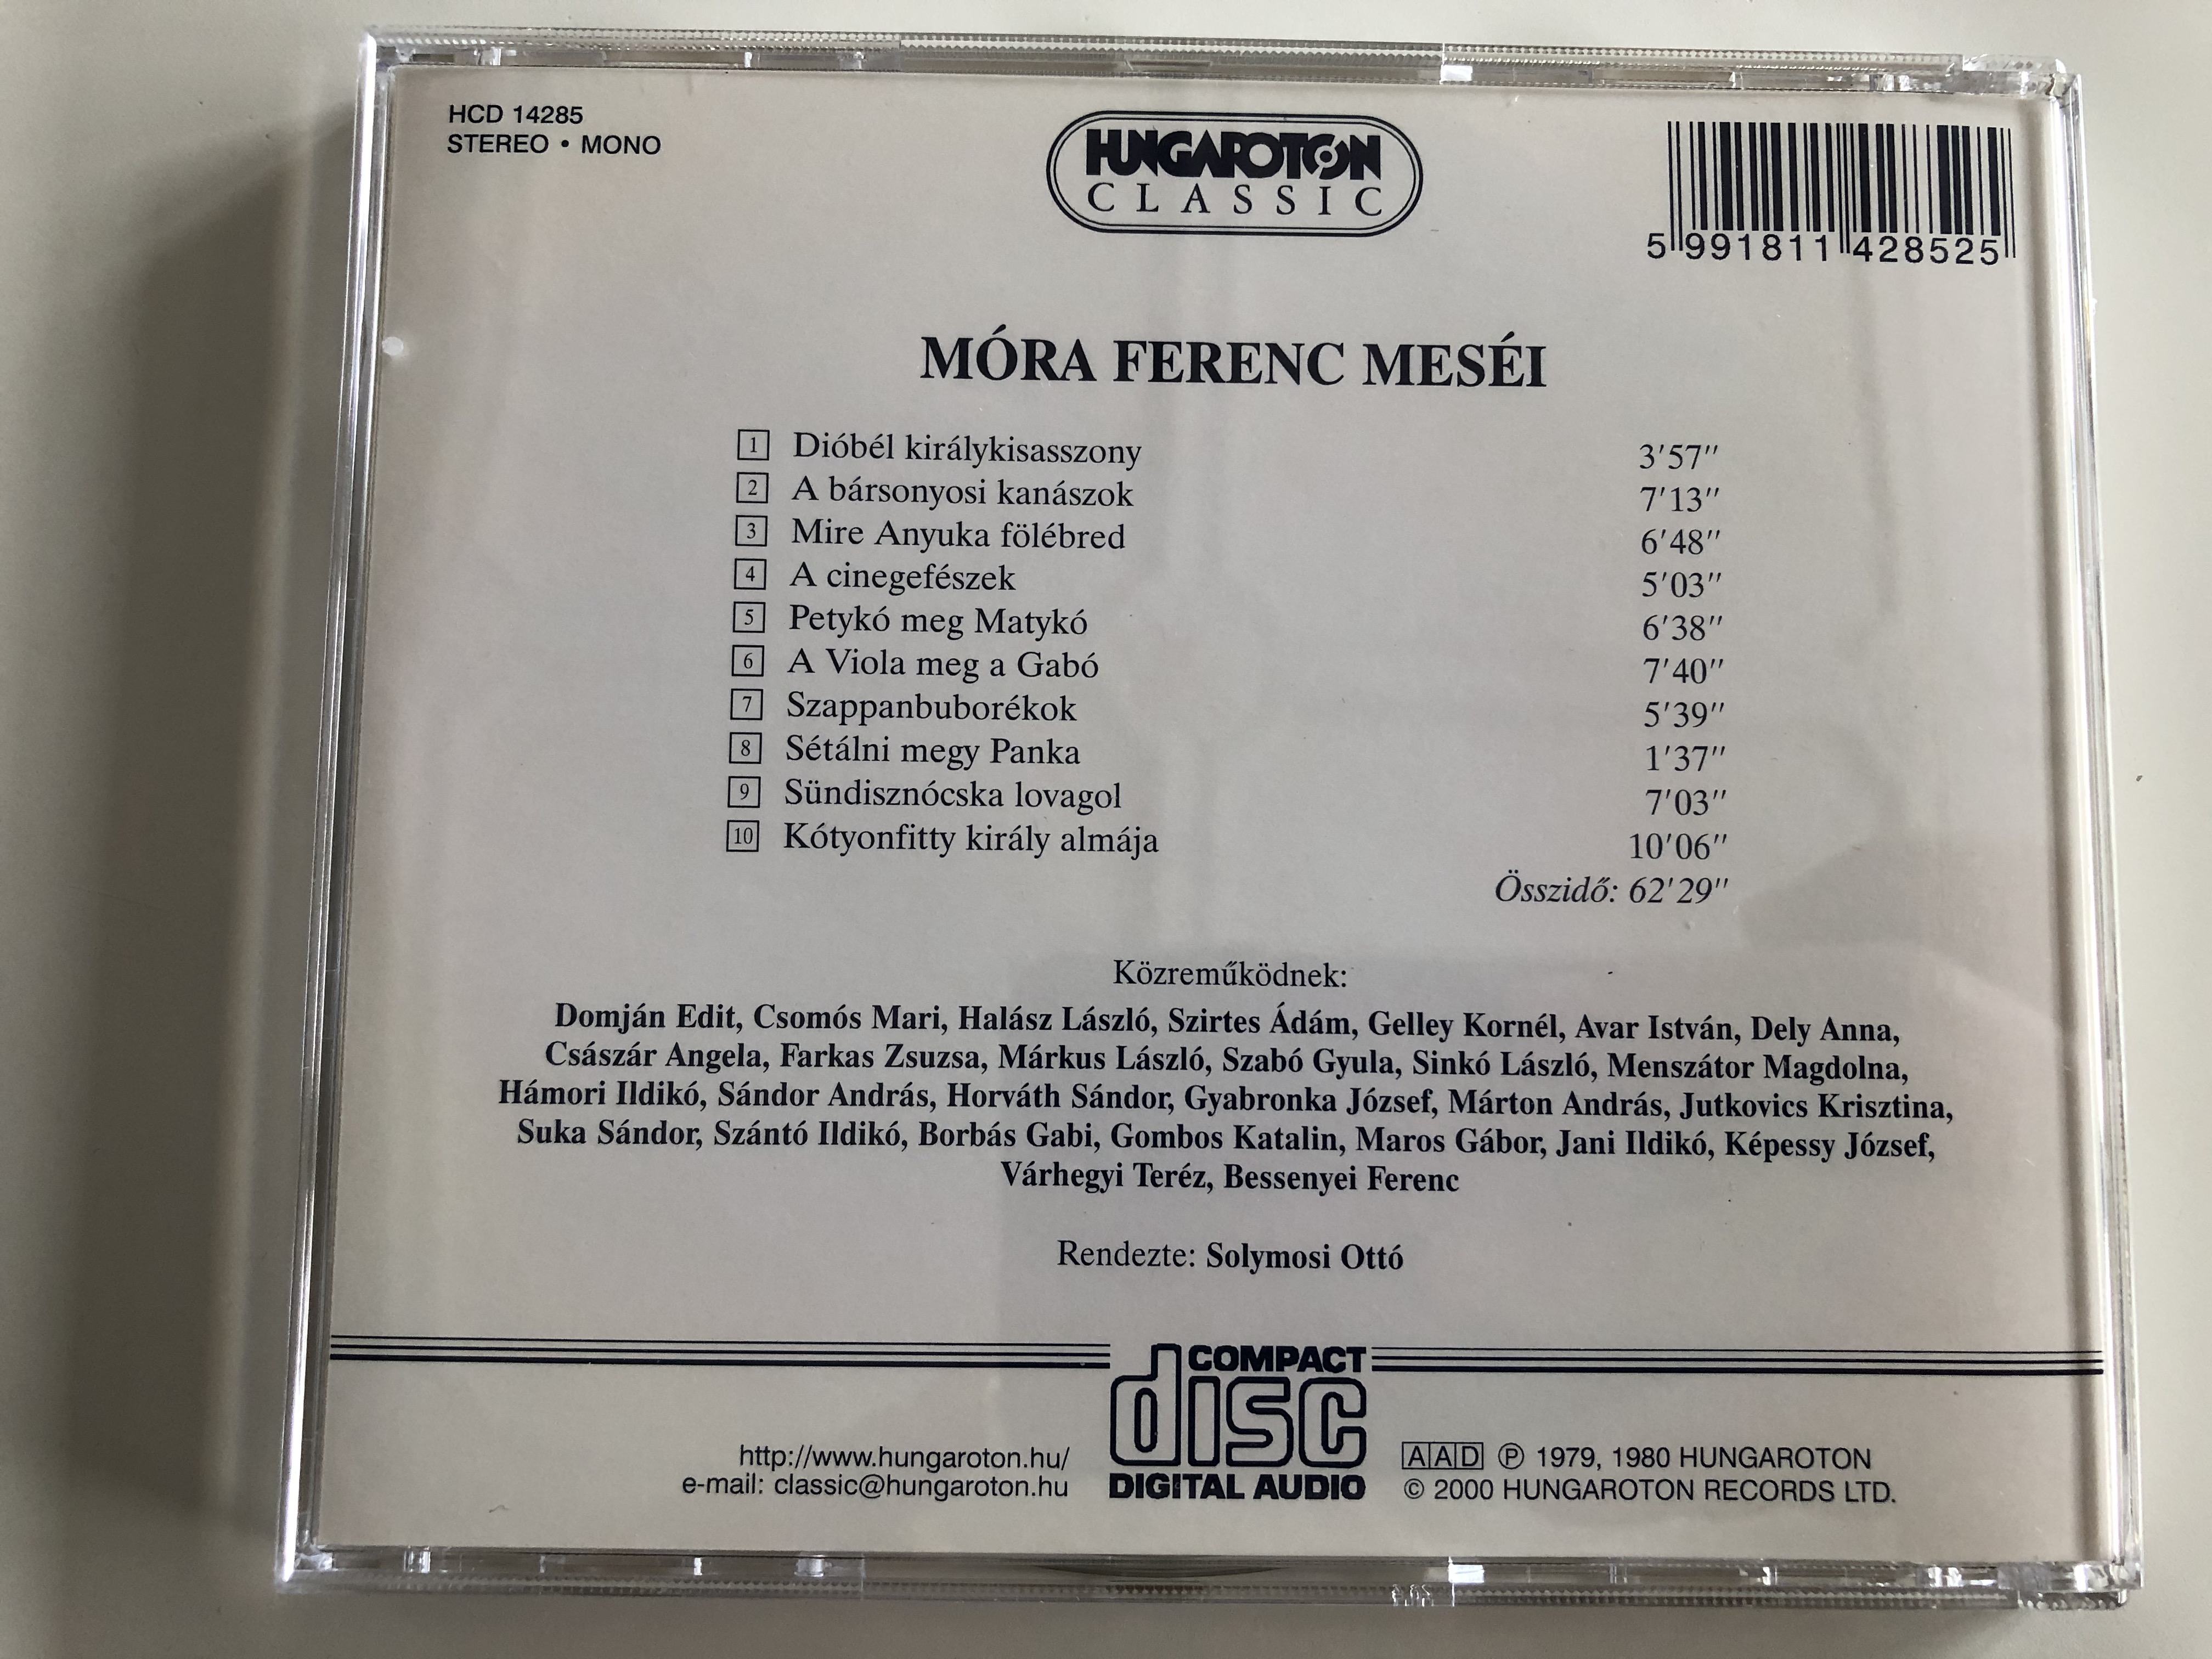 HCD 14285
STEREO • MONO
HUNGAROTON
CLASSIC
5 991811 428525
MÓRA FERENC MESÉI
1 Dióbél királykisasszony 3'57"
2 A bársonyosi kanászok 7'13"
3 Mire Anyuka fölébred 6'48"
4 A cinegefészek 5'03"
5 Petykó meg Matykó 6'38"
6 A Viola meg a Gabó 7'40"
7 Szappanbuborékok 5'39"
8 Sétálni megy Panka 1'37"
9 Sündisznócska lovagol 7'03"
10 Kótyonfitty király almája 10'06"
Összidő: 62'29"
Közreműködnek:
Domján Edit, Csomós Mari, Halász László, Szirtes Ádám, Gelley Kornél, Avar István, Dely Anna,
Császár Angela, Farkas Zsuzsa, Márkus László, Szabó Gyula, Sinkó László, Menszátor Magdolna,
Hámori Ildikó, Sándor András, Horváth Sándor, Gyabronka József, Márton András, Jutkovics Krisztina,
Suka Sándor, Szántó Ildikó, Borbás Gabi, Gombos Katalin, Maros Gábor, Jani Ildikó, Képessy József,
Várhegyi Teréz, Bessenyei Ferenc
Rendezte: Solymosi Ottó
COMPACT
disc
DIGITAL AUDIO
http://www.hungaroton.hu/
e-mail: classic@hungaroton.hu
AAD ℗ 1979, 1980 HUNGAROTON
© 2000 HUNGAROTON RECORDS LTD.